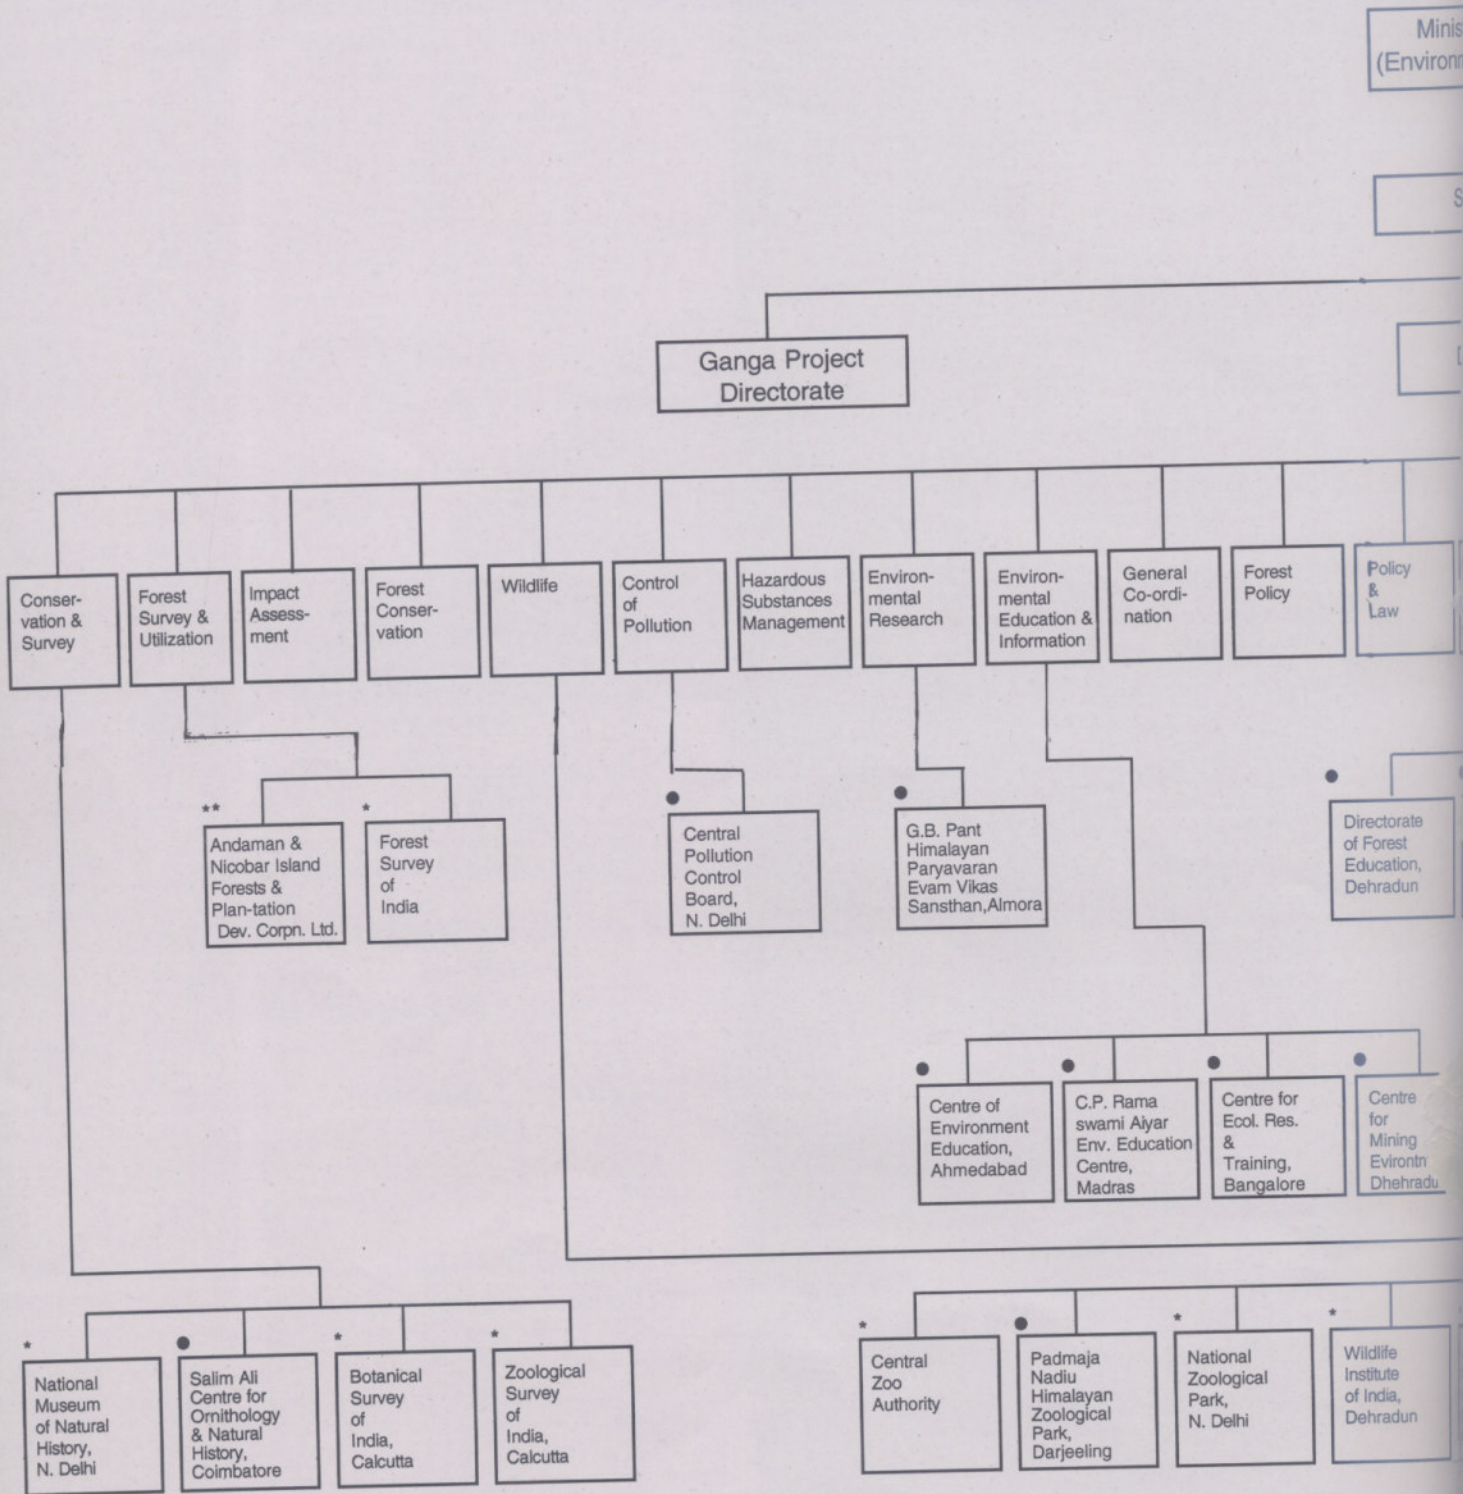 Ganga Project
Directorate
Conser-
vation &
Survey
Forest
Survey &
Utilization
Impact
Assess-
ment
Forest
Conser-
vation
Wildlife
Control
of
Pollution
Hazardous
Substances
Management
Environ-
mental
Research
Environ-
mental
Education &
Information
General
Co-ordi-
nation
Forest
Policy
Policy
&
Law
**
Andaman &
Nicobar Island
Forests &
Plan-tation
Dev. Corpn. Ltd.
*
Forest
Survey
of
India
●
Central
Pollution
Control
Board,
N. Delhi
●
G.B. Pant
Himalayan
Paryavaran
Evam Vikas
Sansthan,Almora
●
Directorate
of Forest
Education,
Dehradun
●
Centre of
Environment
Education,
Ahmedabad
●
C.P. Rama
swami Aiyar
Env. Education
Centre,
Madras
●
Centre for
Ecol. Res.
&
Training,
Bangalore
●
Centre
for
Mining
*
National
Museum
of Natural
History,
N. Delhi
●
Salim Ali
Centre for
Ornithology
& Natural
History,
Coimbatore
*
Botanical
Survey
of
India,
Calcutta
*
Zoological
Survey
of
India,
Calcutta
*
Central
Zoo
Authority
●
Padmaja
Nadiu
Himalayan
Zoological
Park,
Darjeeling
*
National
Zoological
Park,
N. Delhi
*
Wildlife
Institute
of India,
Dehradun